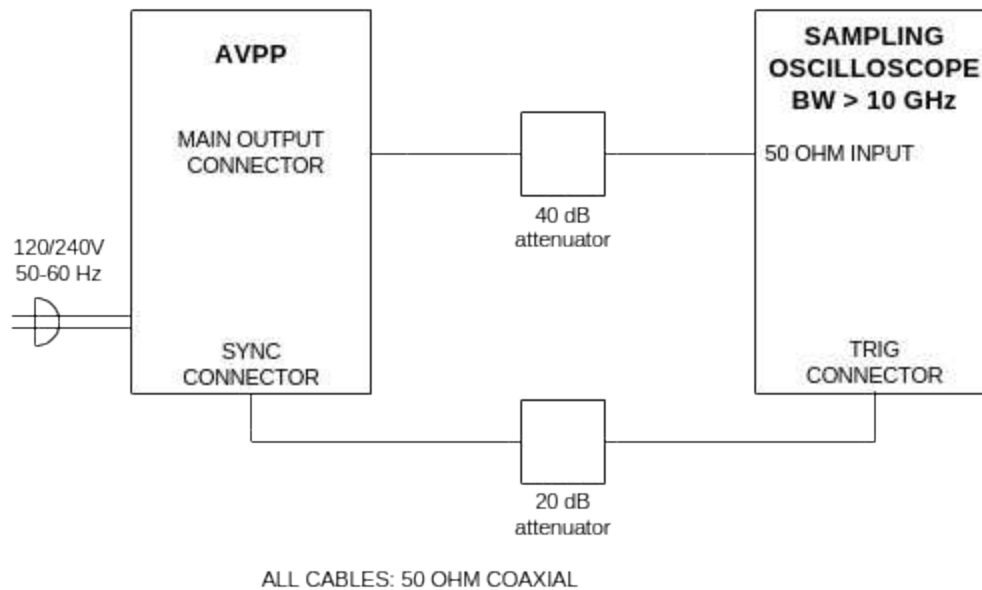 AVPP
MAIN OUTPUT
CONNECTOR
SAMPLING
OSCILLOSCOPE
BW > 10 GHz
50 OHM INPUT
40 dB
attenuator
120/240V
50-60 Hz
SYNC
CONNECTOR
TRIG
CONNECTOR
20 dB
attenuator
ALL CABLES: 50 OHM COAXIAL